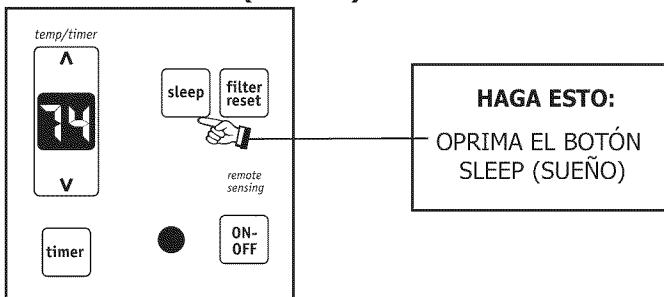 temp/timer
74
sleep
filter
reset
remote
sensing
timer
ON-
OFF
HAGA ESTO:
OPRIMA EL BOTÓN
SLEEP (SUEÑO)